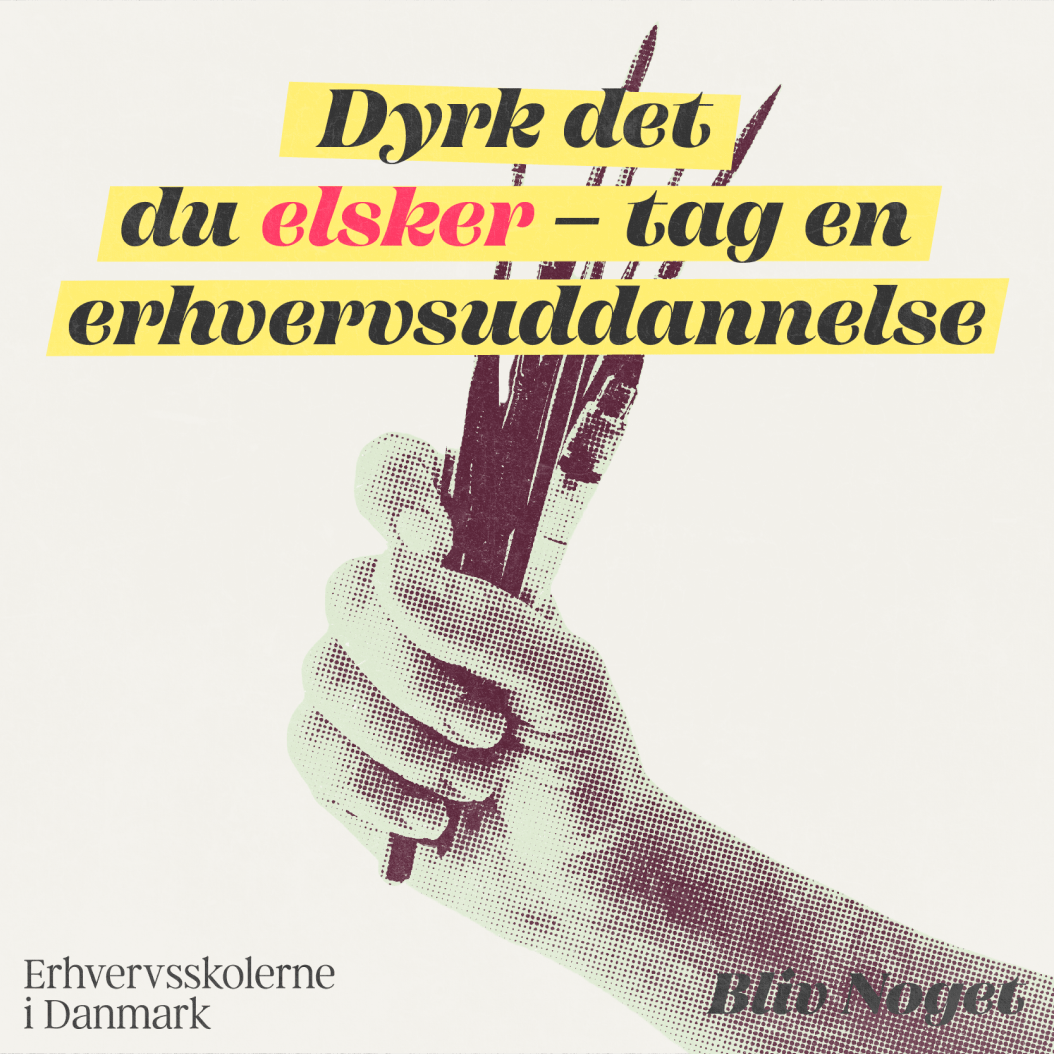 Dyrk det
du elsker – tag en
erhvervsuddannelse
Erhvervsskolerne
i Danmark
Bliv Noget